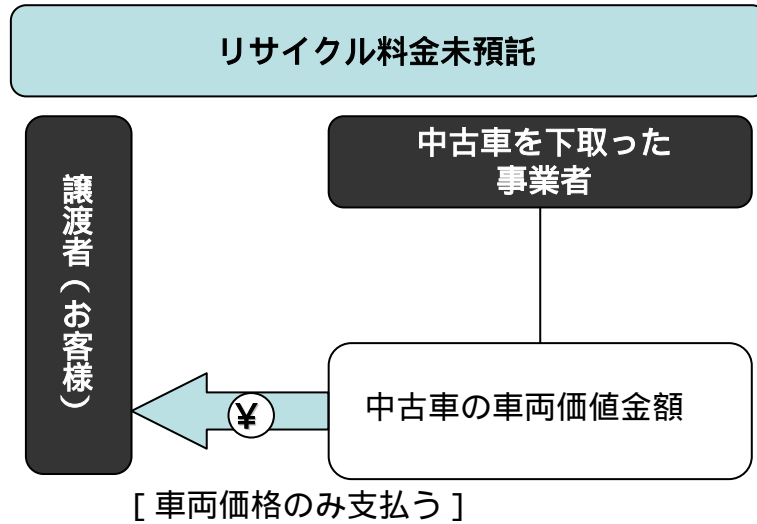 リサイクル料金未預託
中古車を下取った
事業者
譲渡者（お客様）
¥
中古車の車両価値金額
[ 車両価格のみ支払う ]